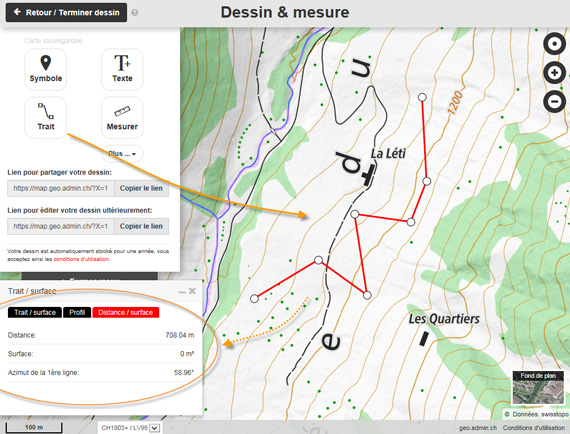 Retour / Terminer dessin
Dessin & mesure
Carte sauvegardée.
Symbole
Texte
Trait
Mesurer
Plus ...
Lien pour partager votre dessin:
https://map.geo.admin.ch/?X=1
Copier le lien
Lien pour éditer votre dessin ultérieurement:
https://map.geo.admin.ch/?X=1
Copier le lien
Votre dessin est automatiquement stocké pour une année, vous
acceptez ainsi les conditions d'utilisation.
Trait / surface
Trait / surface
Profil
Distance / surface
Distance:
708.04 m
Surface:
0 m²
Azimut de la 1ère ligne:
58.96°
u
d
e
1200
La Léti
Les Quartiers
Fond de plan
© Données: swisstopo
100 m
CH1903+ / LV95
geo.admin.ch
Conditions d'utilisation